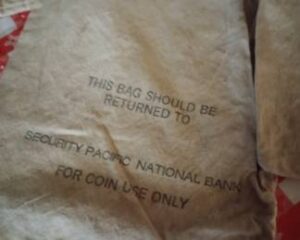 THIS BAG SHOULD BE
RETURNED TO
SECURITY PACIFIC NATIONAL BANK
FOR COIN USE ONLY